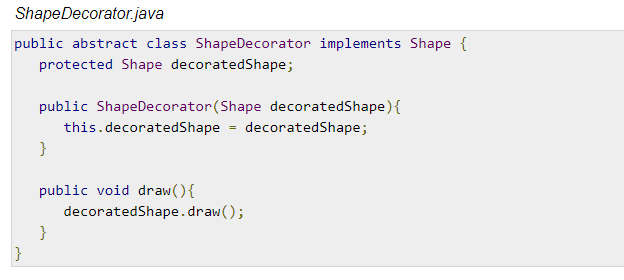 ShapeDecorator.java
public abstract class ShapeDecorator implements Shape {
   protected Shape decoratedShape;

   public ShapeDecorator(Shape decoratedShape){
      this.decoratedShape = decoratedShape;
   }

   public void draw(){
      decoratedShape.draw();
   }
}